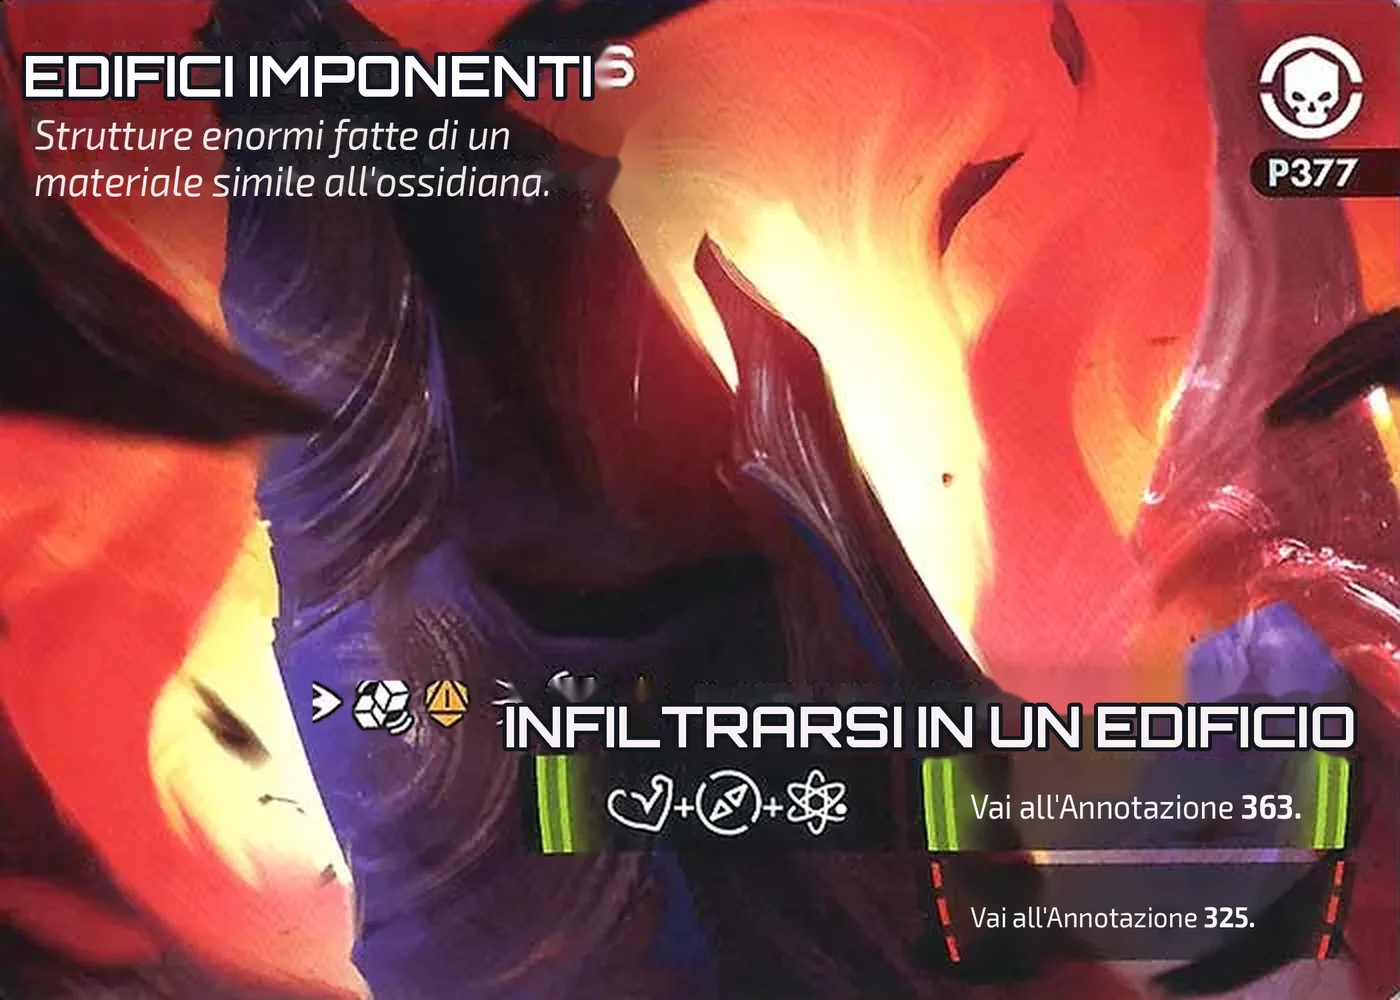 EDIFICI IMPONENTI
Strutture enormi fatte di un
materiale simile all'ossidiana.
P377
INFILTRARSI IN UN EDIFICIO
Vai all'Annotazione 363.
Vai all'Annotazione 325.